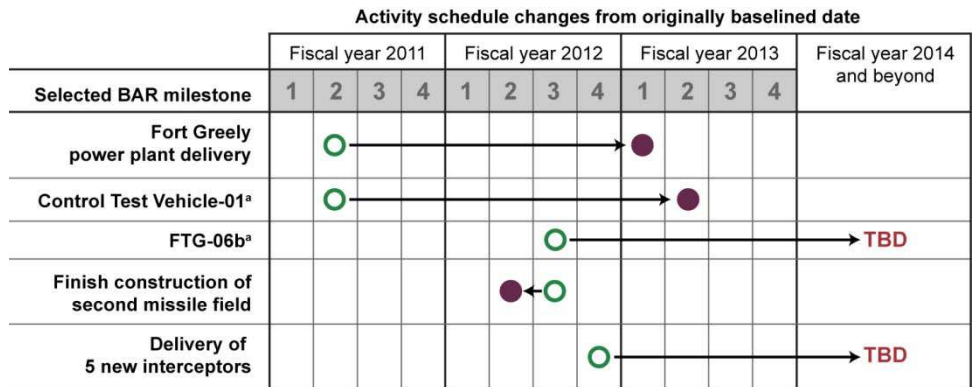 Activity schedule changes from originally baselined date
Fiscal year 2011 Fiscal year 2012 Fiscal year 2013 Fiscal year 2014
and beyond
Selected BAR milestone 1 2 3 4 1 2 3 4 1 2 3 4
Fort Greely
power plant delivery
Control Test Vehicle-01ᵃ
FTG-06bᵃ TBD
Finish construction of
second missile field
Delivery of
5 new interceptors TBD